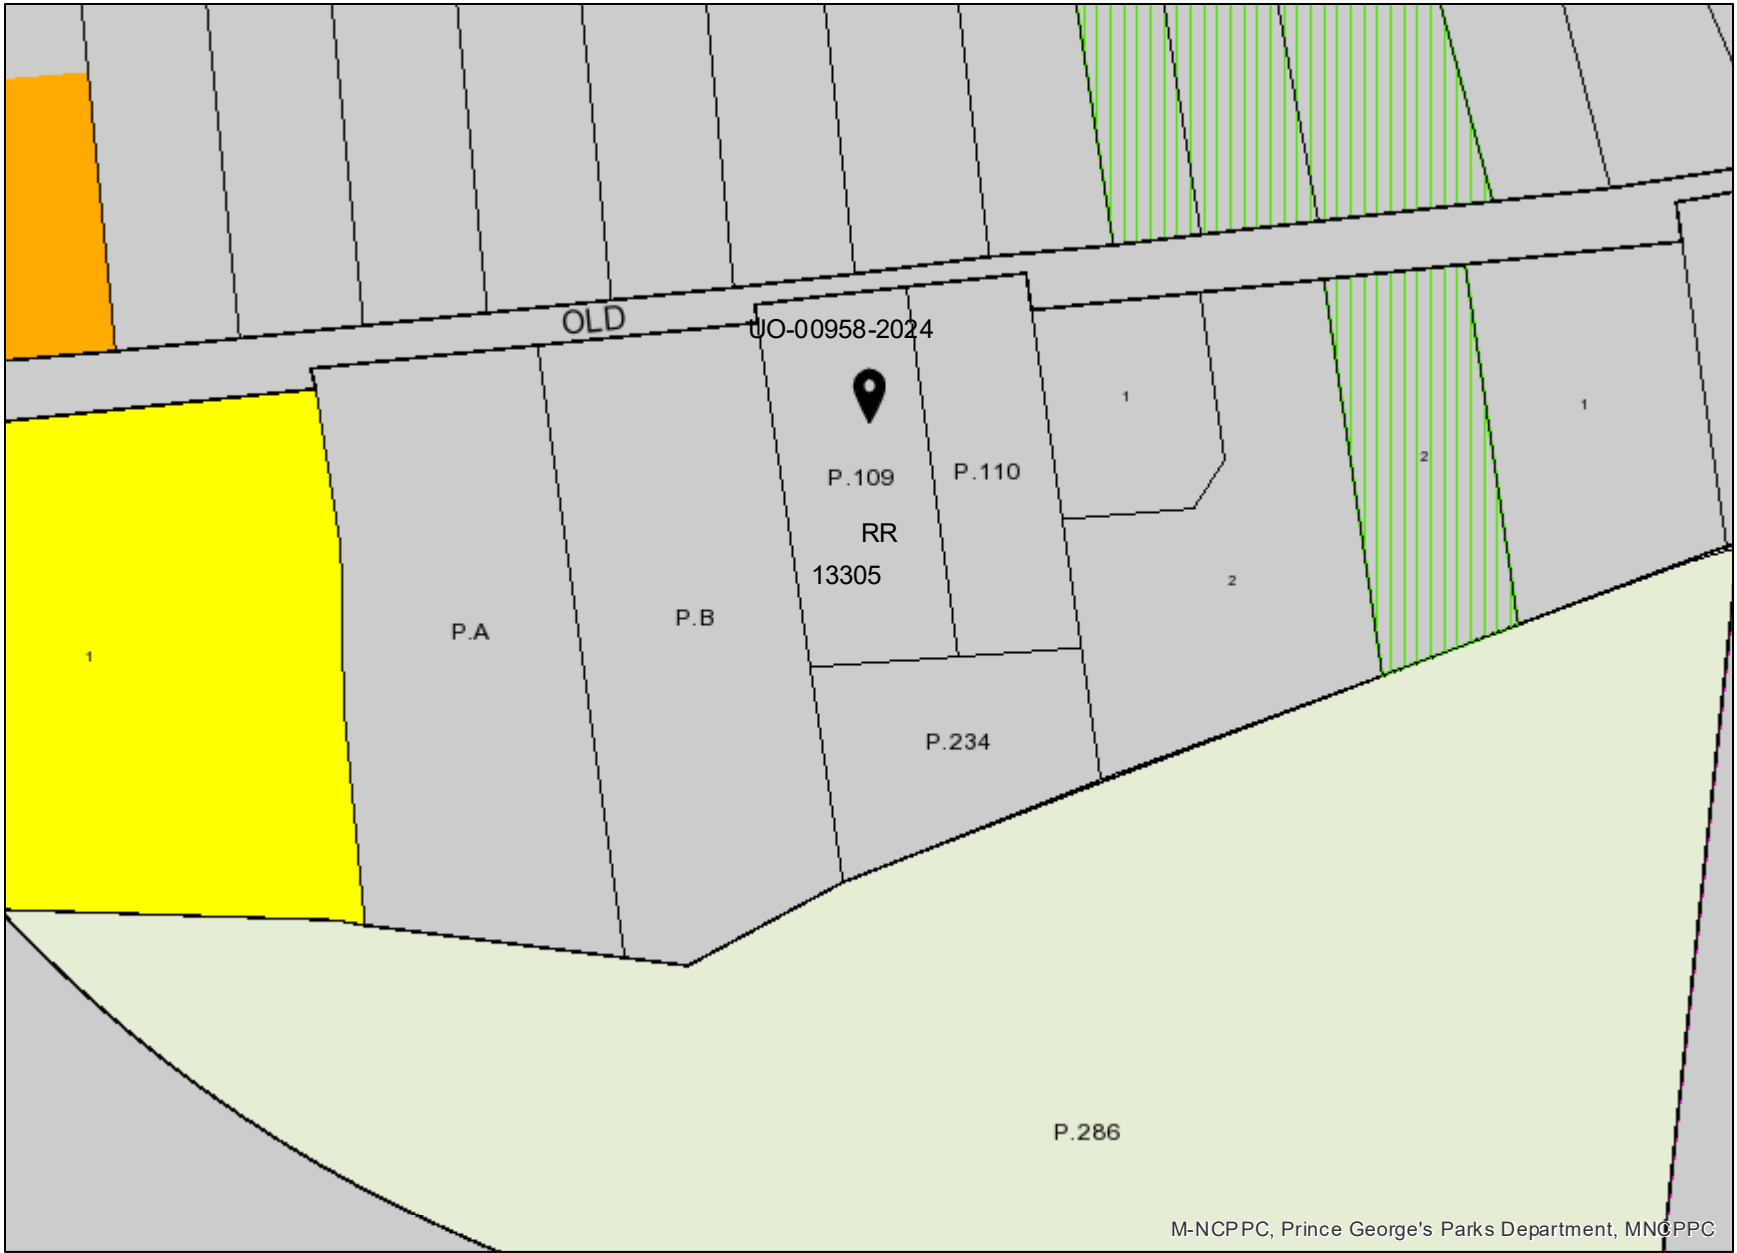 OLD
UO-00958-2024
1
1
2
P.109
P.110
RR
13305
2
P.A
P.B
1
P.234
P.286
M-NCPPC, Prince George's Parks Department, MNCPPC